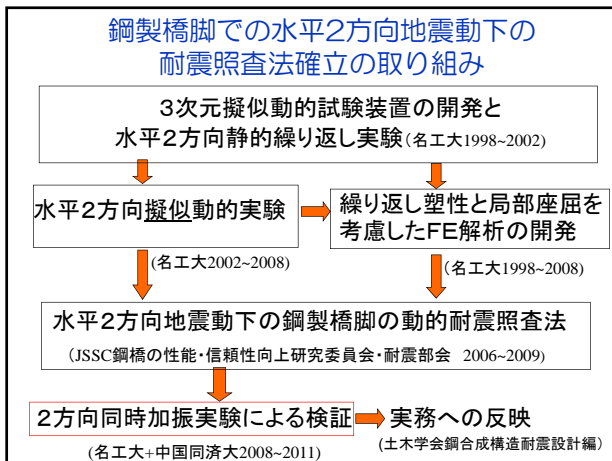 鋼製橋脚での水平2方向地震動下の
耐震照査法確立の取り組み
3次元擬似動的試験装置の開発と
水平2方向静的繰り返し実験(名工大1998~2002)
水平2方向擬似動的実験
(名工大2002~2008)
繰り返し塑性と局部座屈を
考慮したFE解析の開発
(名工大1998~2008)
水平2方向地震動下の鋼製橋脚の動的耐震照査法
(JSSC鋼橋の性能・信頼性向上研究委員会・耐震部会 2006~2009)
2方向同時加振実験による検証
(名工大+中国同済大2008~2011)
実務への反映
(土木学会鋼合成構造耐震設計編)